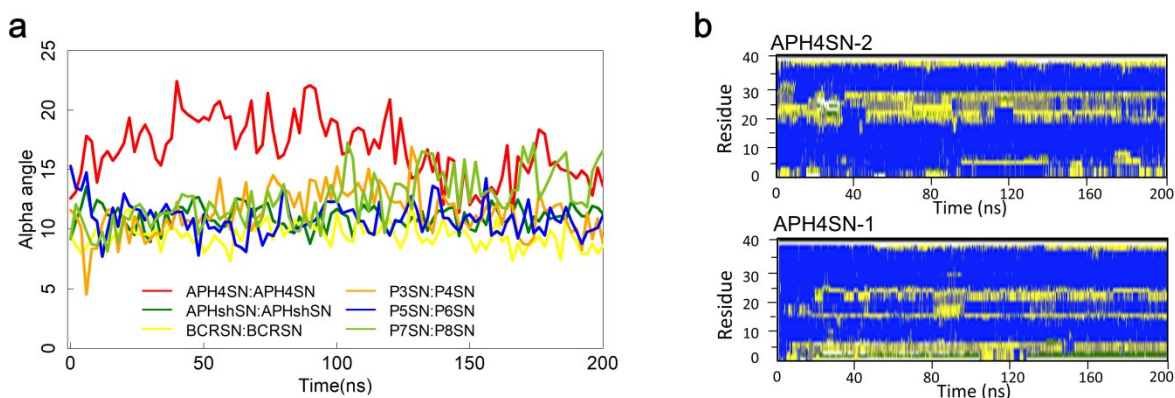 a
25
20
15
10
5
0
Alpha angle
APH4SN:APH4SN
APHshSN:APHshSN
BCRSN:BCRSN
P3SN:P4SN
P5SN:P6SN
P7SN:P8SN
0 50 100 150 200
Time(ns)
b
APH4SN-2
40
30
20
10
0
Residue
0 40 80 120 160 200
Time (ns)
APH4SN-1
40
30
20
10
0
Residue
0 40 80 120 160 200
Time (ns)